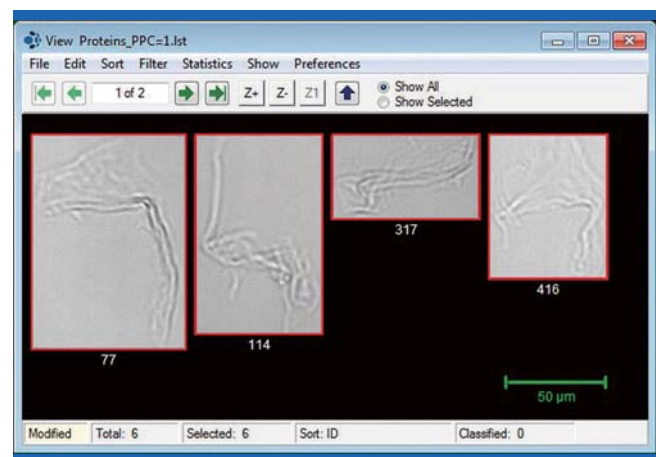 View Proteins_PPC=1.lst
File Edit Sort Filter Statistics Show Preferences
1 of 2 Z+ Z- Z1 Show All
Show Selected
77
114
317
416
50 µm
Modified Total: 6 Selected: 6 Sort: ID Classified: 0